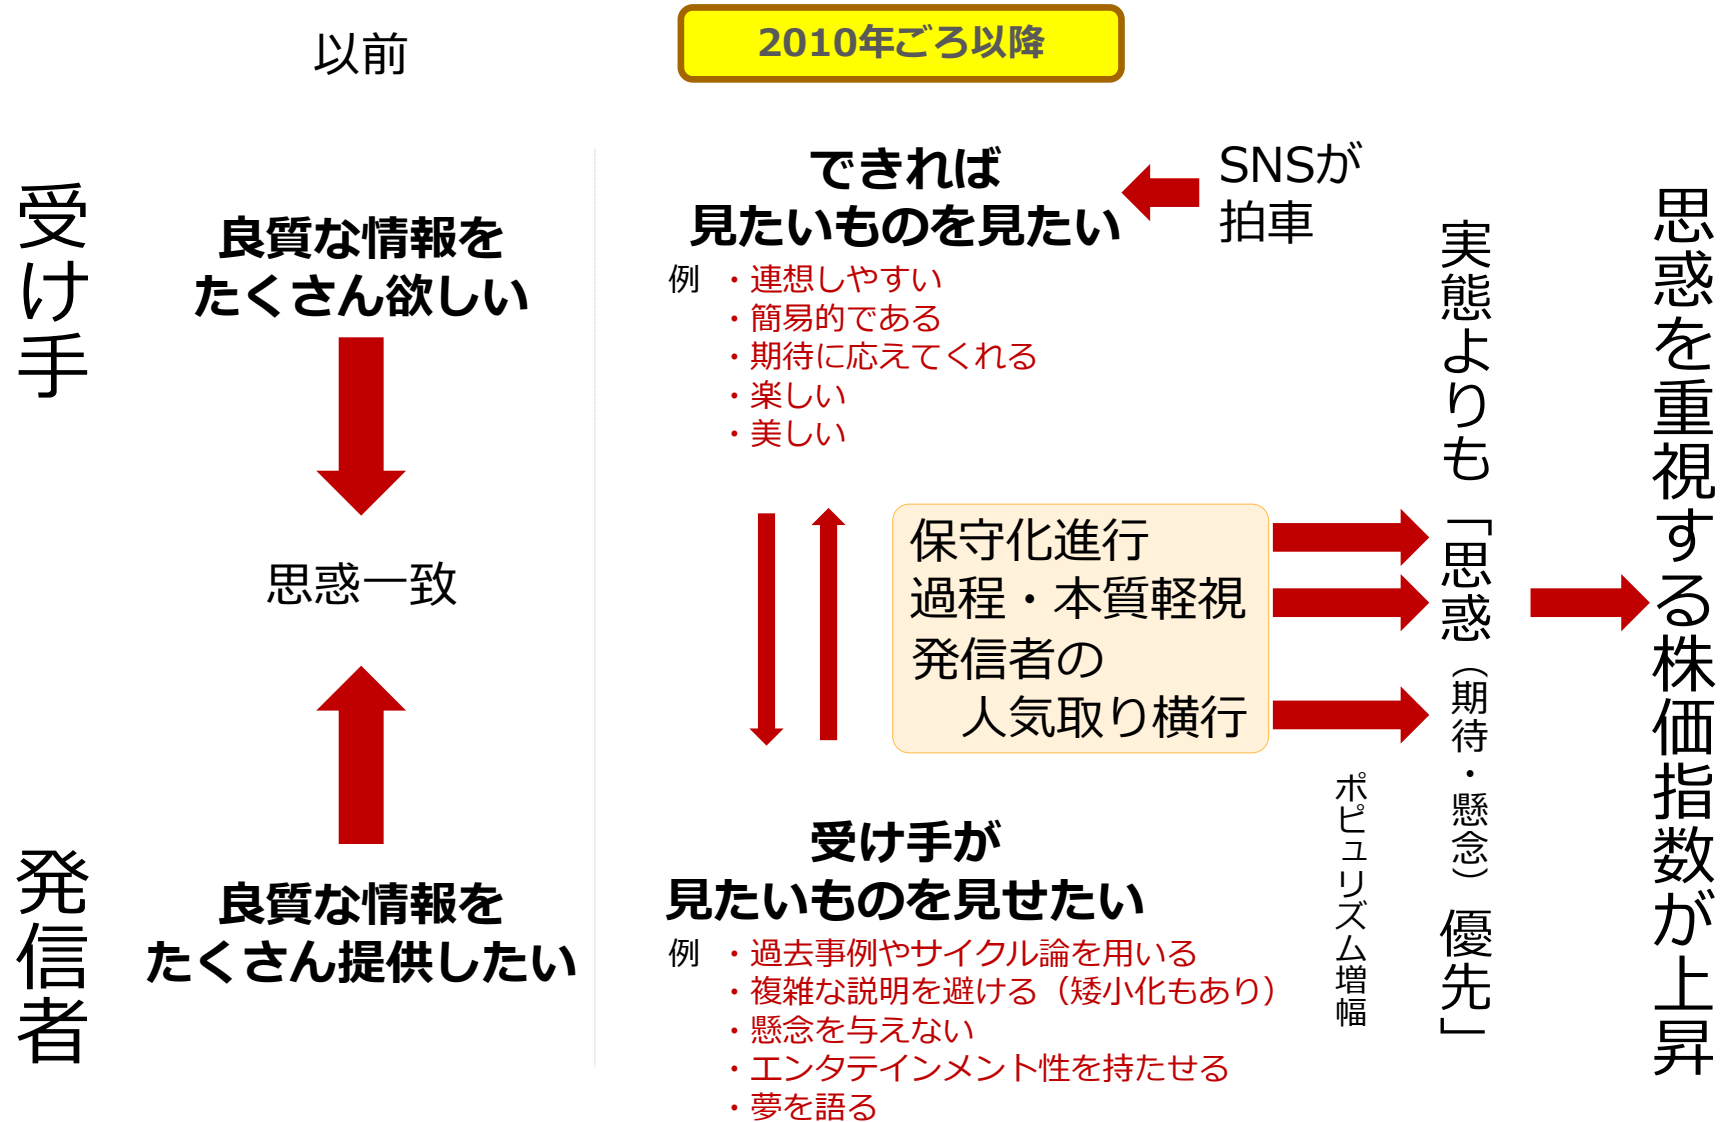 以前
2010年ごろ以降
受け手
良質な情報を
たくさん欲しい
思惑一致
発信者
良質な情報を
たくさん提供したい
できれば
見たいものを見たい
SNSが
拍車
例 ・連想しやすい
・簡易的である
・期待に応えてくれる
・楽しい
・美しい
保守化進行
過程・本質軽視
発信者の
人気取り横行
受け手が
見たいものを見せたい
例 ・過去事例やサイクル論を用いる
・複雑な説明を避ける（矮小化もあり）
・懸念を与えない
・エンタテインメント性を持たせる
・夢を語る
ポピュリズム増幅
実態よりも「思惑（期待・懸念）優先」
思惑を重視する株価指数が上昇